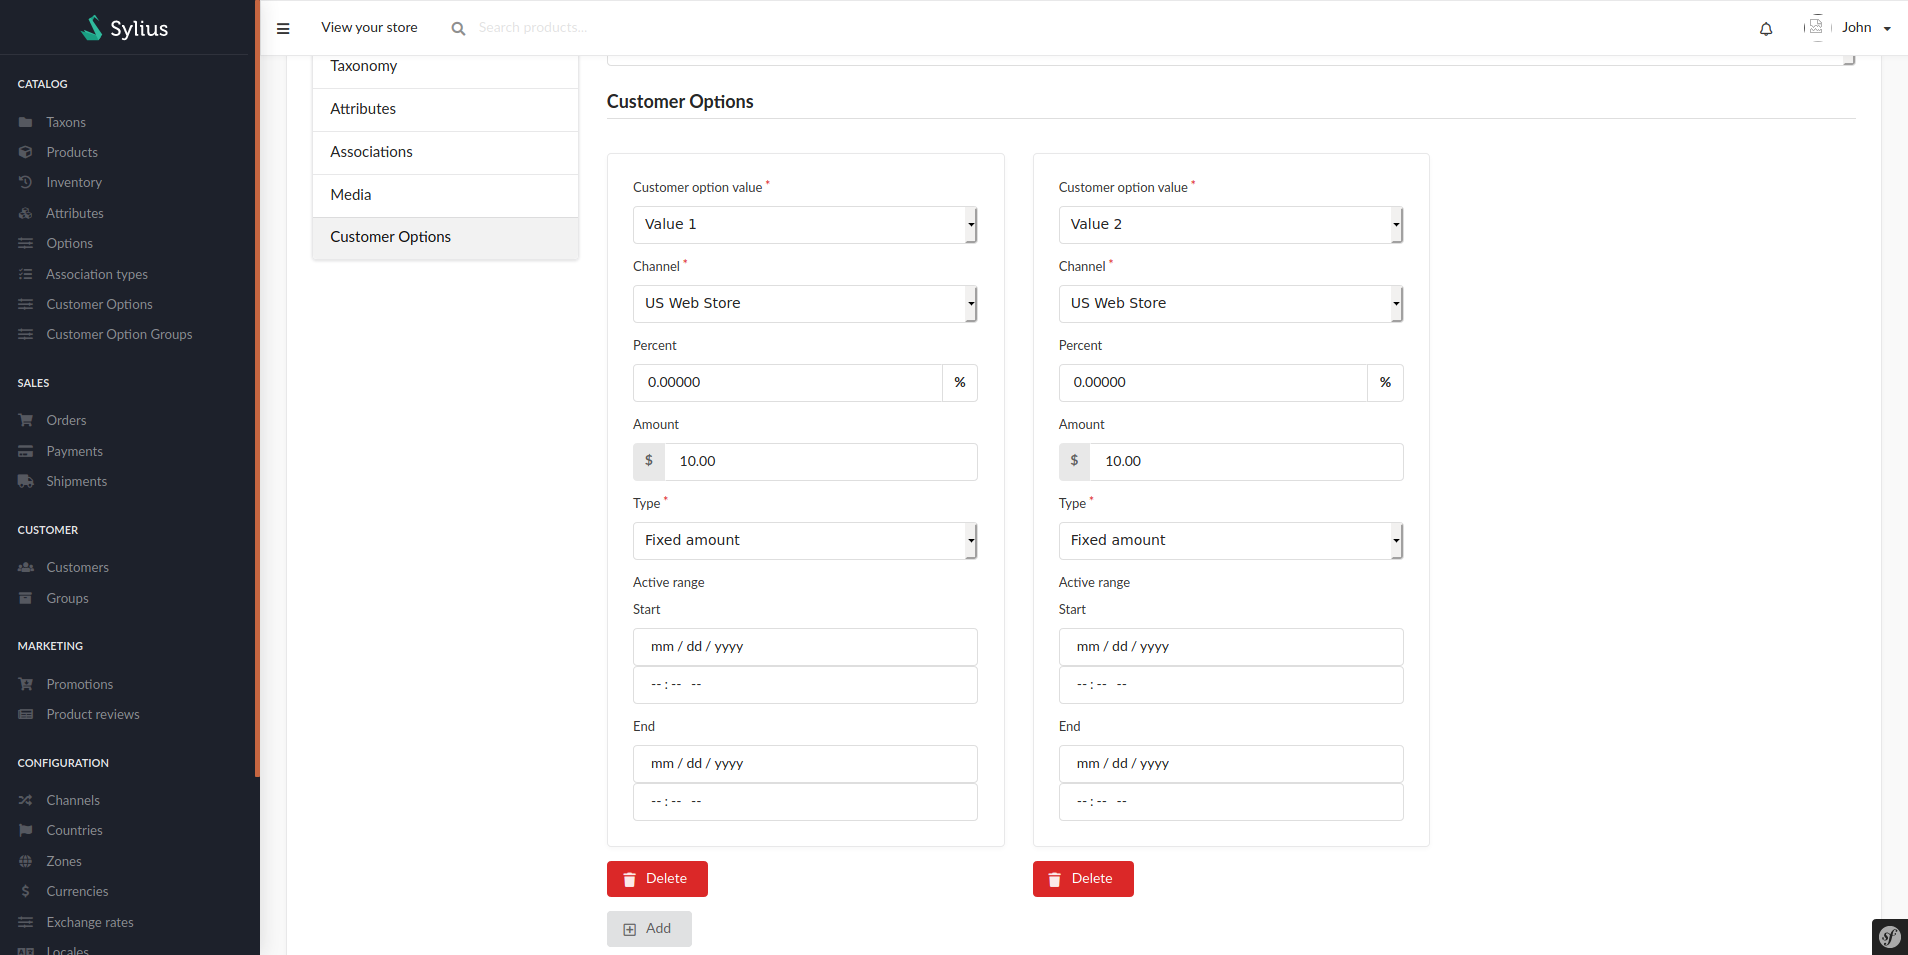 Sylius
CATALOG
Taxons
Products
Inventory
Attributes
Options
Association types
Customer Options
Customer Option Groups
SALES
Orders
Payments
Shipments
CUSTOMER
Customers
Groups
MARKETING
Promotions
Product reviews
CONFIGURATION
Channels
Countries
Zones
Currencies
Exchange rates
Locales
View your store
Search products...
John
Taxonomy
Attributes
Associations
Media
Customer Options
Customer Options
Customer option value *
Value 1
Channel *
US Web Store
Percent
0.00000 %
Amount
$ 10.00
Type *
Fixed amount
Active range
Start
mm / dd / yyyy
-- : -- --
End
mm / dd / yyyy
-- : -- --
Delete
Customer option value *
Value 2
Channel *
US Web Store
Percent
0.00000 %
Amount
$ 10.00
Type *
Fixed amount
Active range
Start
mm / dd / yyyy
-- : -- --
End
mm / dd / yyyy
-- : -- --
Delete
Add
sf